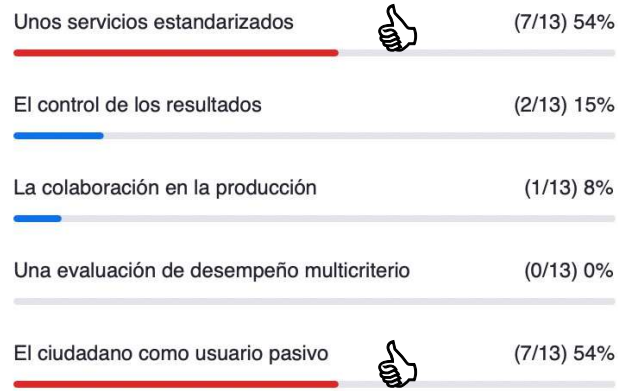 Unos servicios estandarizados (7/13) 54%
El control de los resultados (2/13) 15%
La colaboración en la producción (1/13) 8%
Una evaluación de desempeño multicriterio (0/13) 0%
El ciudadano como usuario pasivo (7/13) 54%